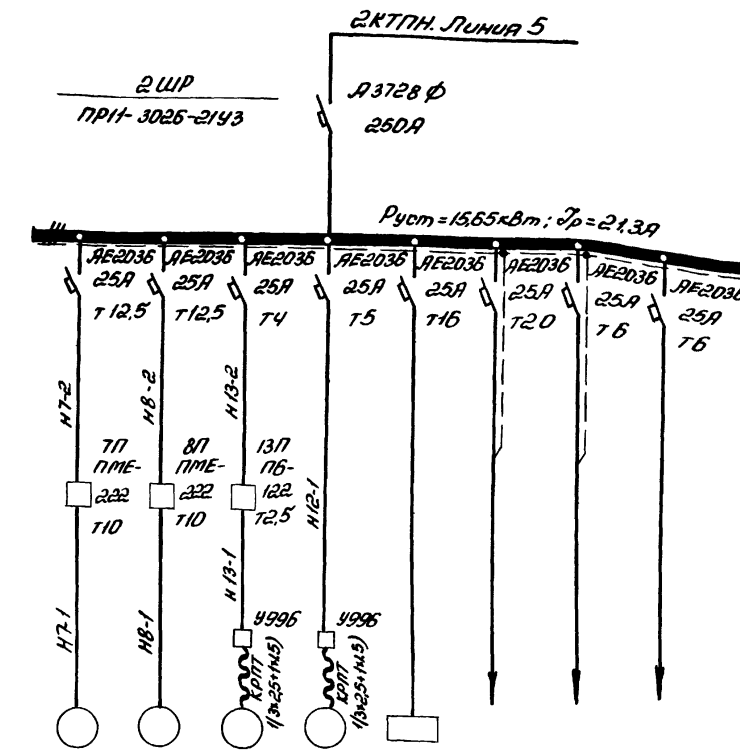 2КТПН. Линия 5
2ШР
ПР11-3026-21У3
А3728Ф
250А
Руст=15,65кВт; Jр=21,3А
АЕ2036 АЕ2036 АЕ2036 АЕ2036 АЕ2036 АЕ2036 АЕ2036 АЕ2036
25А 25А 25А 25А 25А 25А 25А 25А
Т12,5 Т12,5 Т4 Т5 Т16 Т20 Т6 Т6
Н7-2
Н8-2
Н13-2
7П
ПМЕ-
222
Т10
8П
ПМЕ-
222
Т10
13П
ПБ-
122
Т2,5
Н12-1
Н7-1
Н8-1
Н13-1
У996
КРПТ
1(3х2,5+1х1,5)
У996
КРПТ
1(3х2,5+1х1,5)